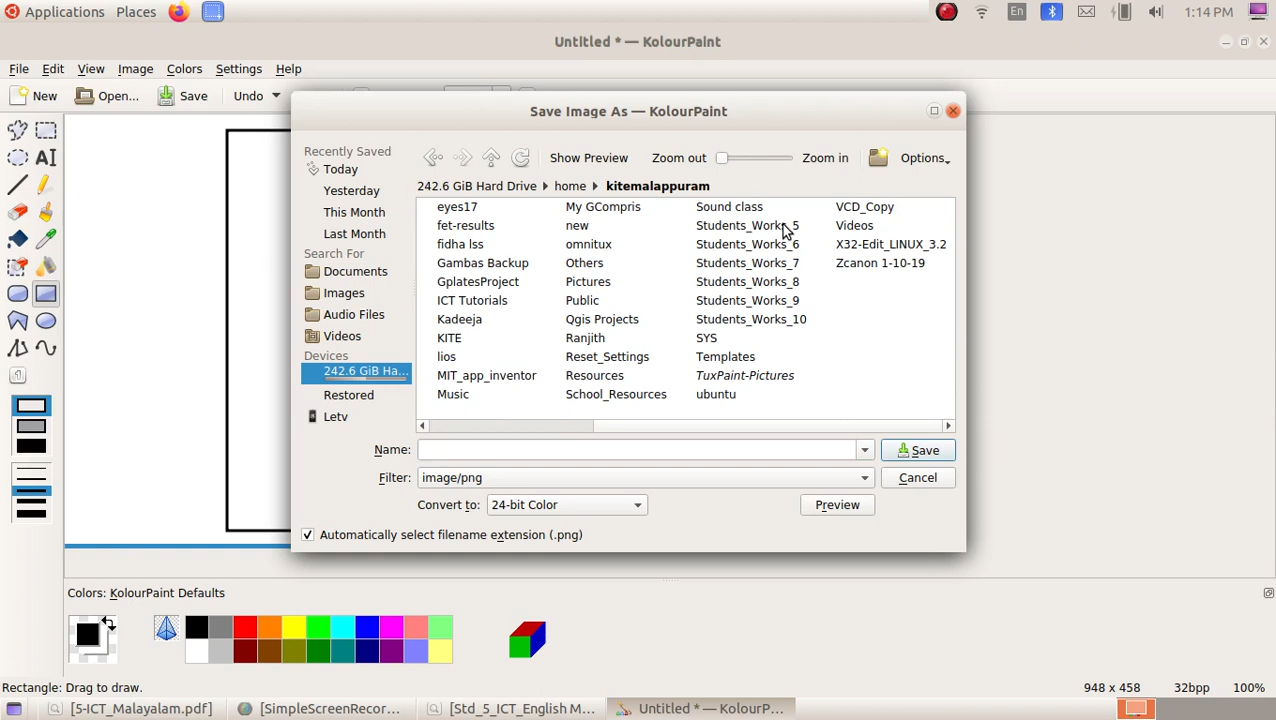 Applications Places En 1:14 PM
Untitled * — KolourPaint
File Edit View Image Colors Settings Help
New Open... Save Undo
Save Image As — KolourPaint
Recently Saved
Today
Yesterday
This Month
Last Month
Search For
Documents
Images
Audio Files
Videos
Devices
242.6 GiB Ha...
Restored
Letv
Show Preview Zoom out Zoom in Options
242.6 GiB Hard Drive home kitemalappuram
eyes17 My GCompris Sound class VCD_Copy
fet-results new Students_Works_5 Videos
fidha lss omnitux Students_Works_6 X32-Edit_LINUX_3.2
Gambas Backup Others Students_Works_7 Zcanon 1-10-19
GplatesProject Pictures Students_Works_8
ICT Tutorials Public Students_Works_9
Kadeeja Qgis Projects Students_Works_10
KITE Ranjith SYS
lios Reset_Settings Templates
MIT_app_inventor Resources TuxPaint-Pictures
Music School_Resources ubuntu
Name: Save
Filter: image/png Cancel
Convert to: 24-bit Color Preview
Automatically select filename extension (.png)
Colors: KolourPaint Defaults
Rectangle: Drag to draw. 948 x 458 32bpp 100%
[5-ICT_Malayalam.pdf] [SimpleScreenRecor... [Std_5_ICT_English M... Untitled * — KolourP...